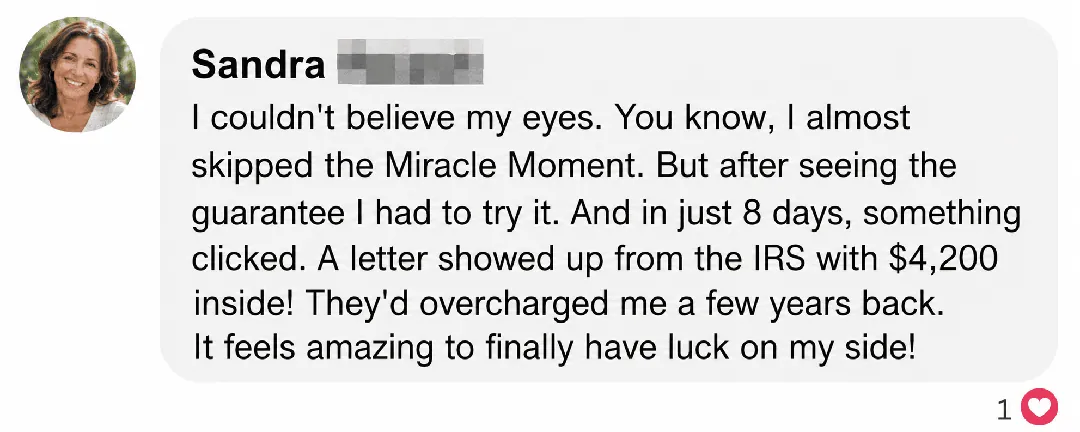 Sandra
I couldn't believe my eyes. You know, I almost
skipped the Miracle Moment. But after seeing the
guarantee I had to try it. And in just 8 days, something
clicked. A letter showed up from the IRS with $4,200
inside! They'd overcharged me a few years back.
It feels amazing to finally have luck on my side!
1